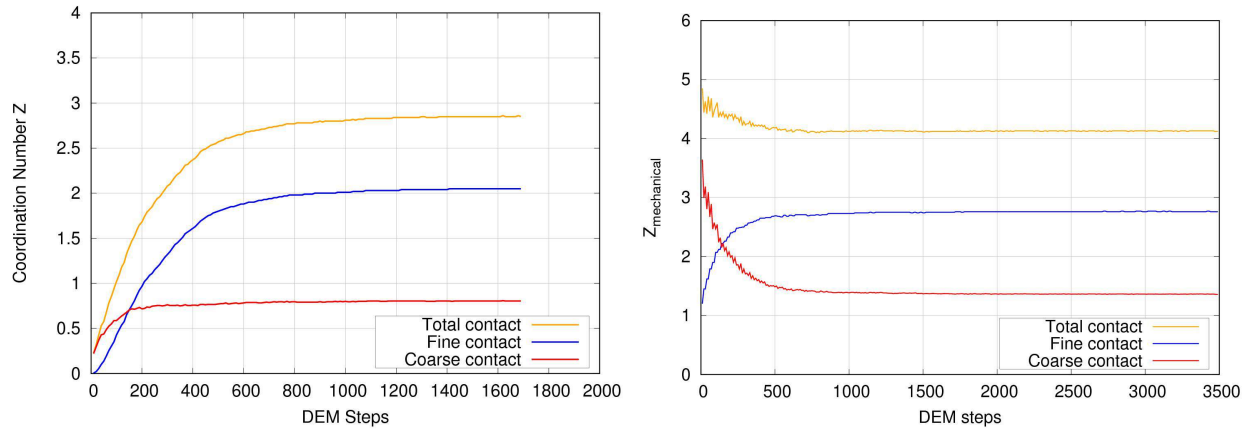 Coordination Number Z
4
3.5
3
2.5
2
1.5
1
0.5
0
Total contact
Fine contact
Coarse contact
0 200 400 600 800 1000 1200 1400 1600 1800 2000
DEM Steps
Zmechanical
6
5
4
3
2
1
0
Total contact
Fine contact
Coarse contact
0 500 1000 1500 2000 2500 3000 3500
DEM steps